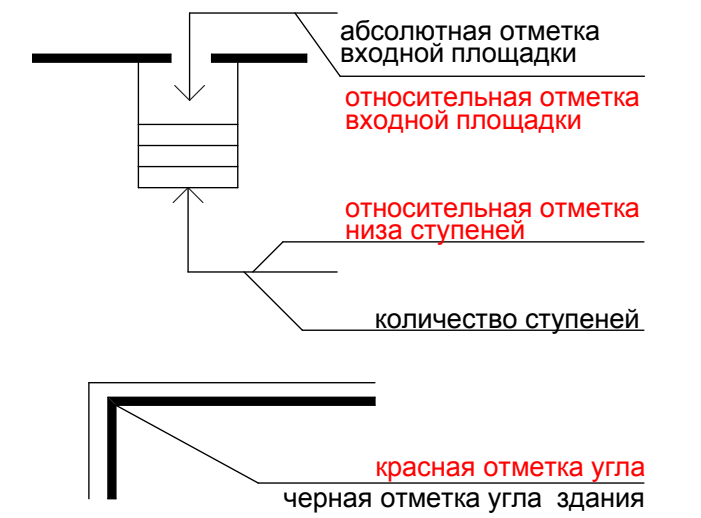 абсолютная отметка
входной площадки
относительная отметка
входной площадки
относительная отметка
низа ступеней
количество ступеней
красная отметка угла
черная отметка угла здания